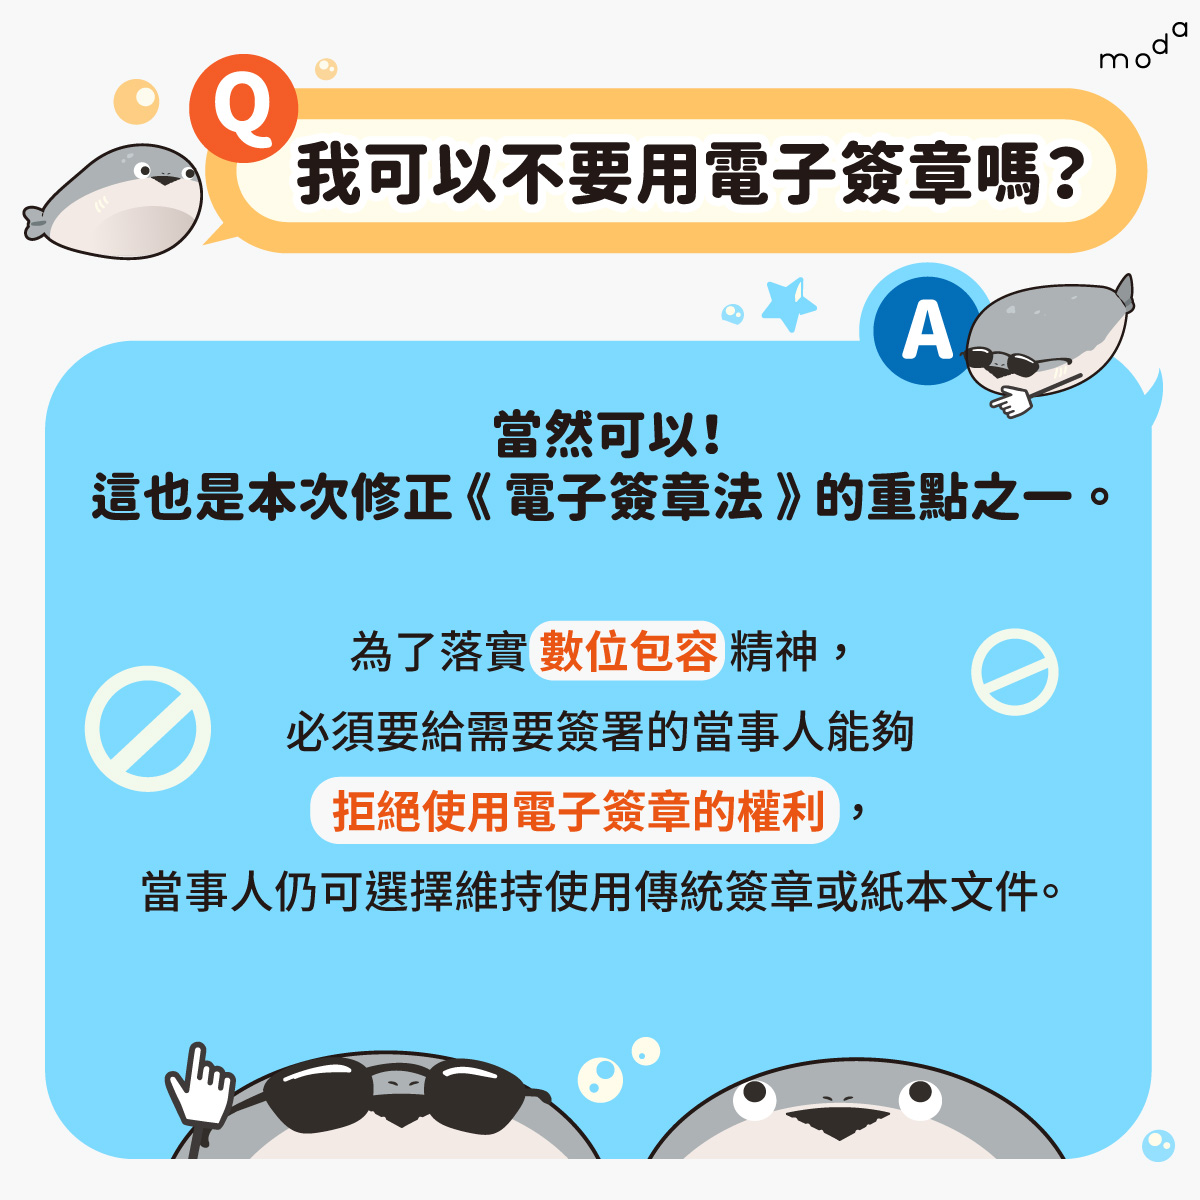 moda
Q
我可以不要用電子簽章嗎？
A
當然可以！
這也是本次修正《電子簽章法》的重點之一。
為了落實數位包容精神，
必須要給需要簽署的當事人能夠
拒絕使用電子簽章的權利，
當事人仍可選擇維持使用傳統簽章或紙本文件。